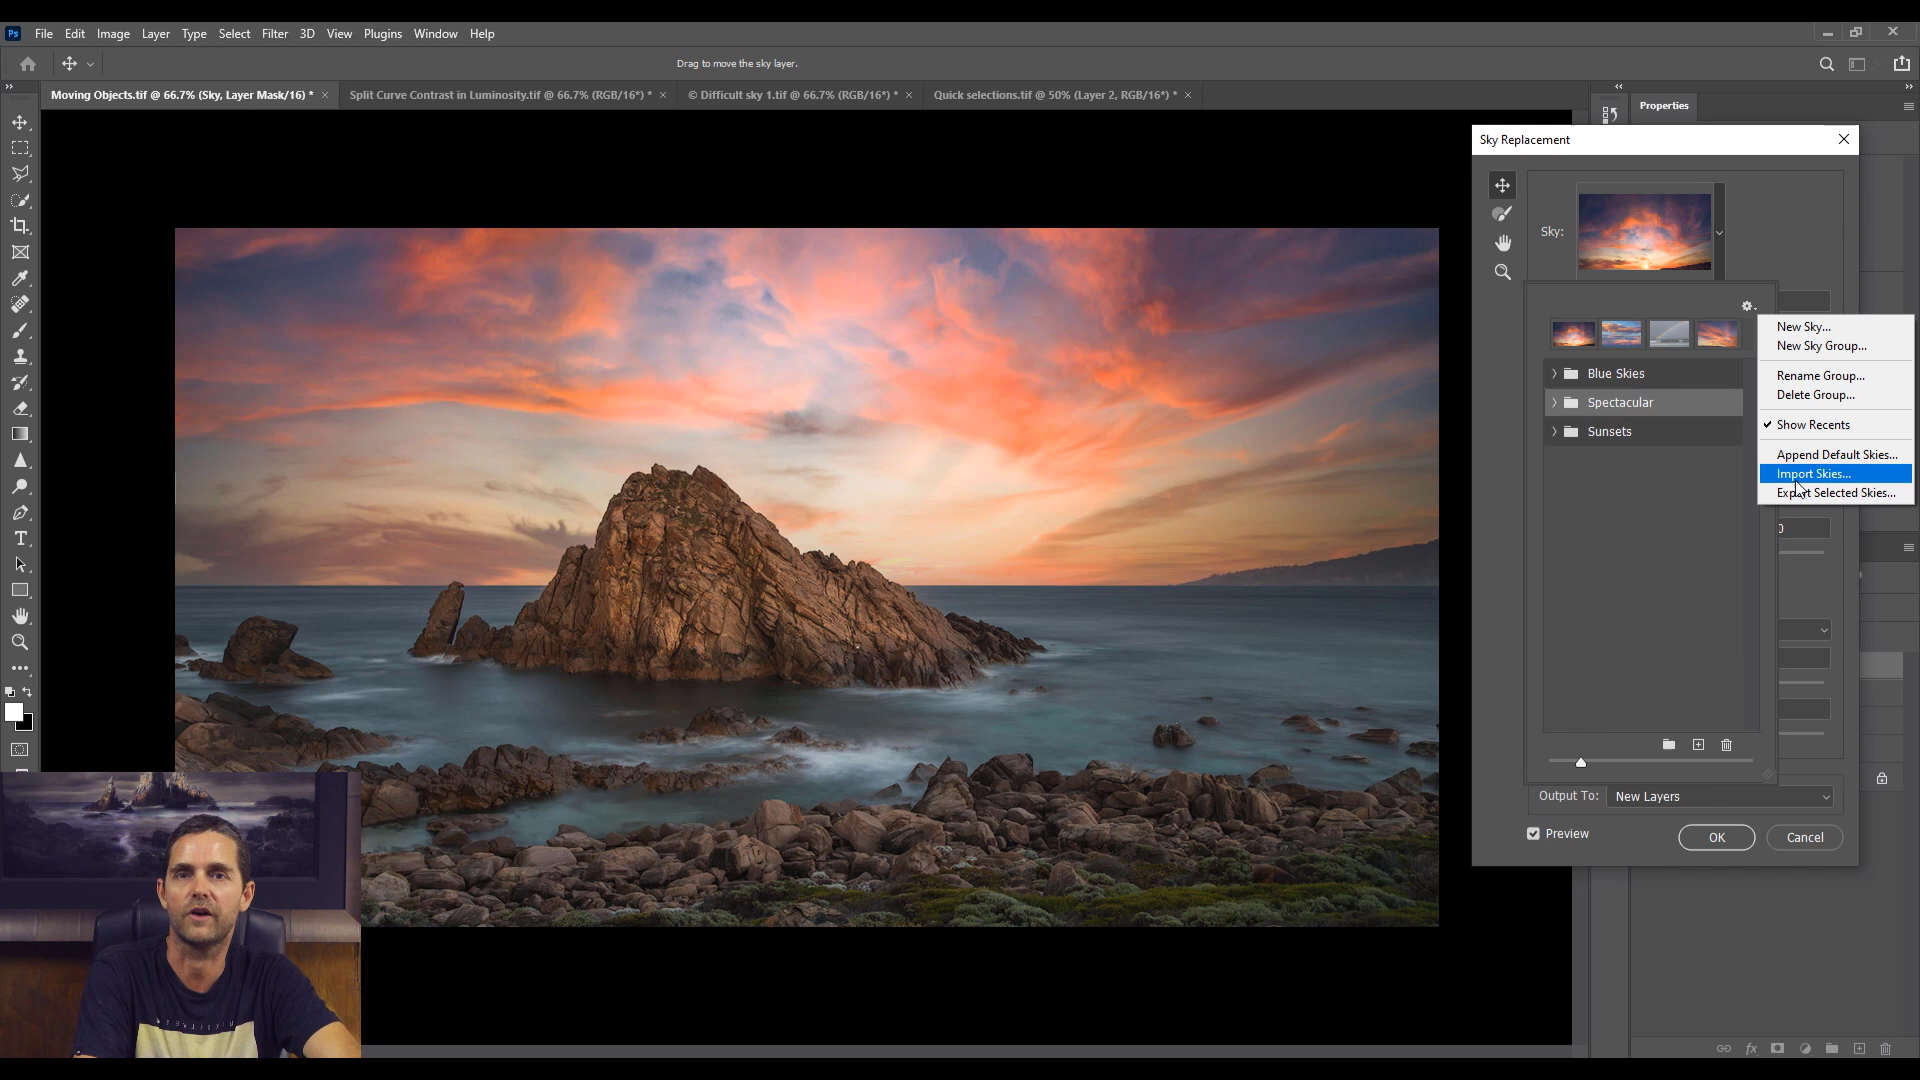 Ps File Edit Image Layer Type Select Filter 3D View Plugins Window Help
Drag to move the sky layer.
Moving Objects.tif @ 66.7% (Sky, Layer Mask/16) *
Split Curve Contrast in Luminosity.tif @ 66.7% (RGB/16*) *
© Difficult sky 1.tif @ 66.7% (RGB/16*) *
Quick selections.tif @ 50% (Layer 2, RGB/16*) *
Properties
Sky Replacement
Sky:
New Sky...
New Sky Group...
Rename Group...
Delete Group...
Show Recents
Append Default Skies...
Import Skies...
Export Selected Skies...
Blue Skies
Spectacular
Sunsets
0
Output To: New Layers
Preview
OK
Cancel
fx